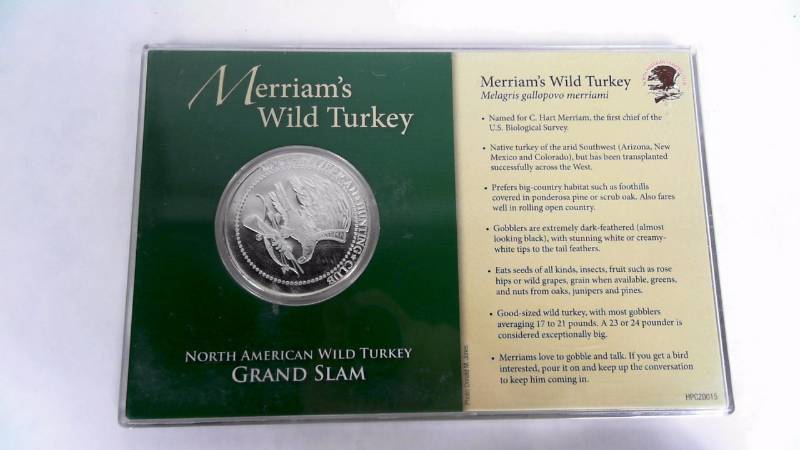 Merriam's
Wild Turkey
HUNTING
CLUB
NORTH AMERICAN WILD TURKEY
GRAND SLAM
Photo: Donald M. Jones
Merriam's Wild Turkey
Melagris gallopovo merriami
• Named for C. Hart Merriam, the first chief of the
U.S. Biological Survey.
• Native turkey of the arid Southwest (Arizona, New
Mexico and Colorado), but has been transplanted
successfully across the West.
• Prefers big-country habitat such as foothills
covered in ponderosa pine or scrub oak. Also fares
well in rolling open country.
• Gobblers are extremely dark-feathered (almost
looking black), with stunning white or creamy-
white tips to the tail feathers.
• Eats seeds of all kinds, insects, fruit such as rose
hips or wild grapes, grain when available, greens,
and nuts from oaks, junipers and pines.
• Good-sized wild turkey, with most gobblers
averaging 17 to 21 pounds. A 23 or 24 pounder is
considered exceptionally big.
• Merriams love to gobble and talk. If you get a bird
interested, pour it on and keep up the conversation
to keep him coming in.
HPCZ0015